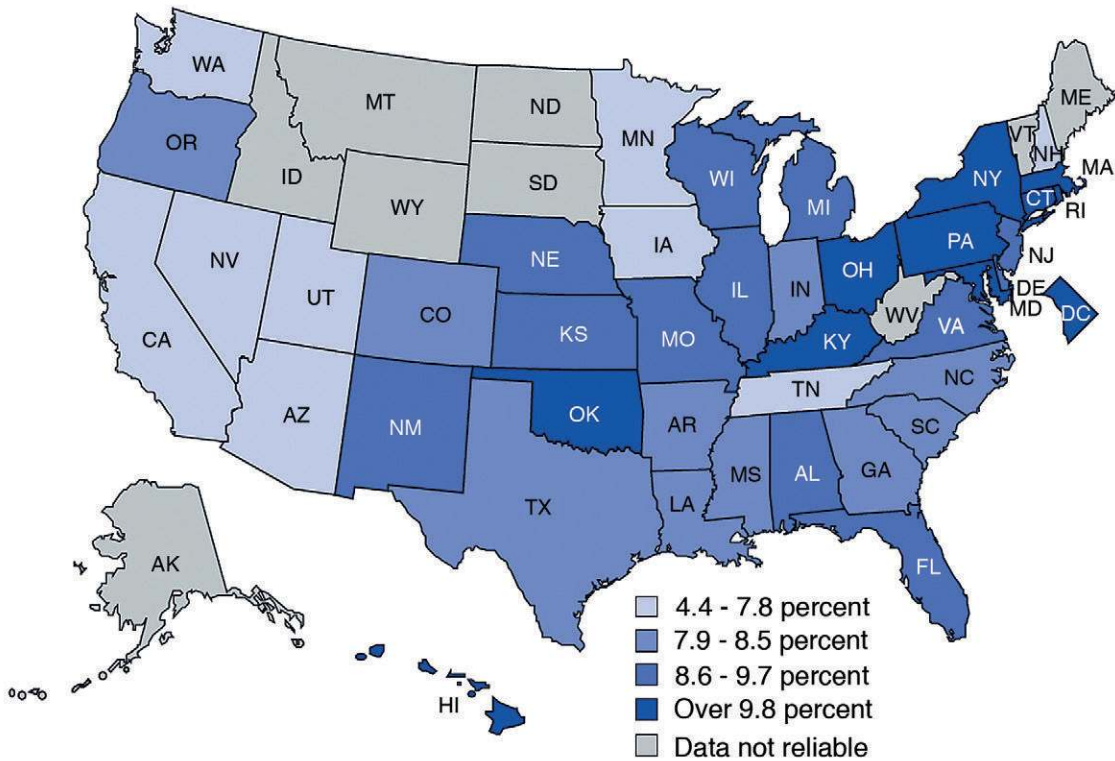 WA
MT
ND
MN
ME
VT
NH
OR
ID
SD
WI
MI
NY
MA
WY
CT
RI
IA
PA
NE
NV
NJ
UT
IL
IN
OH
DE
CO
WV
MD
DC
CA
KS
MO
KY
VA
AZ
NM
OK
AR
TN
NC
SC
MS
AL
GA
TX
LA
FL
AK
HI
4.4 - 7.8 percent
7.9 - 8.5 percent
8.6 - 9.7 percent
Over 9.8 percent
Data not reliable